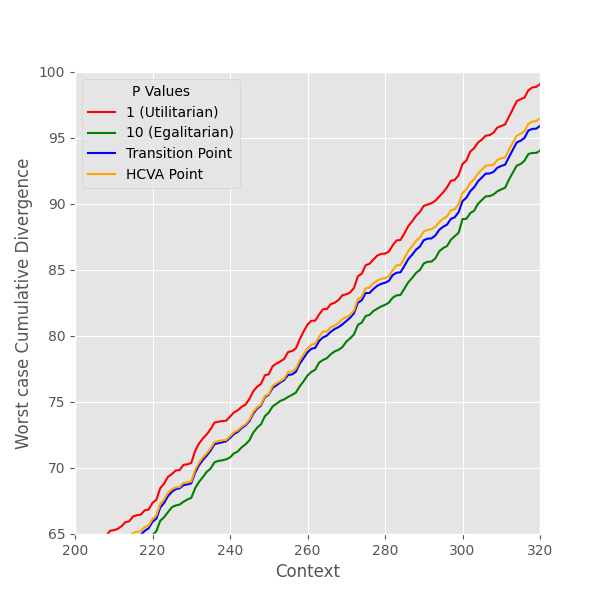 100
95
90
85
80
75
70
65
Worst case Cumulative Divergence
P Values
1 (Utilitarian)
10 (Egalitarian)
Transition Point
HCVA Point
200 220 240 260 280 300 320
Context